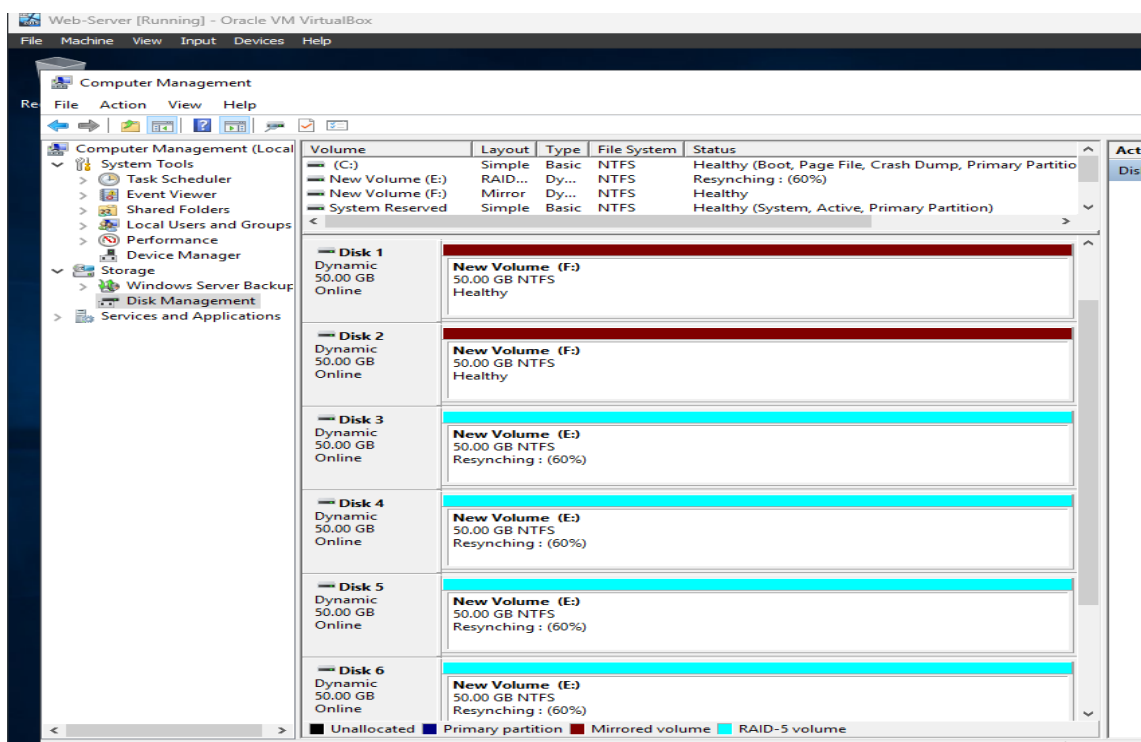 Web-Server [Running] - Oracle VM VirtualBox
File Machine View Input Devices Help
Computer Management
Re
File Action View Help
Computer Management (Local
System Tools
Task Scheduler
Event Viewer
Shared Folders
Local Users and Groups
Performance
Device Manager
Storage
Windows Server Backup
Disk Management
Services and Applications
Volume Layout Type File System Status
(C:) Simple Basic NTFS Healthy (Boot, Page File, Crash Dump, Primary Partitio
New Volume (E:) RAID... Dy... NTFS Resynching : (60%)
New Volume (F:) Mirror Dy... NTFS Healthy
System Reserved Simple Basic NTFS Healthy (System, Active, Primary Partition)
Act
Dis
Disk 1
Dynamic
50.00 GB
Online
New Volume (F:)
50.00 GB NTFS
Healthy
Disk 2
Dynamic
50.00 GB
Online
New Volume (F:)
50.00 GB NTFS
Healthy
Disk 3
Dynamic
50.00 GB
Online
New Volume (E:)
50.00 GB NTFS
Resynching : (60%)
Disk 4
Dynamic
50.00 GB
Online
New Volume (E:)
50.00 GB NTFS
Resynching : (60%)
Disk 5
Dynamic
50.00 GB
Online
New Volume (E:)
50.00 GB NTFS
Resynching : (60%)
Disk 6
Dynamic
50.00 GB
Online
New Volume (E:)
50.00 GB NTFS
Resynching : (60%)
Unallocated Primary partition Mirrored volume RAID-5 volume